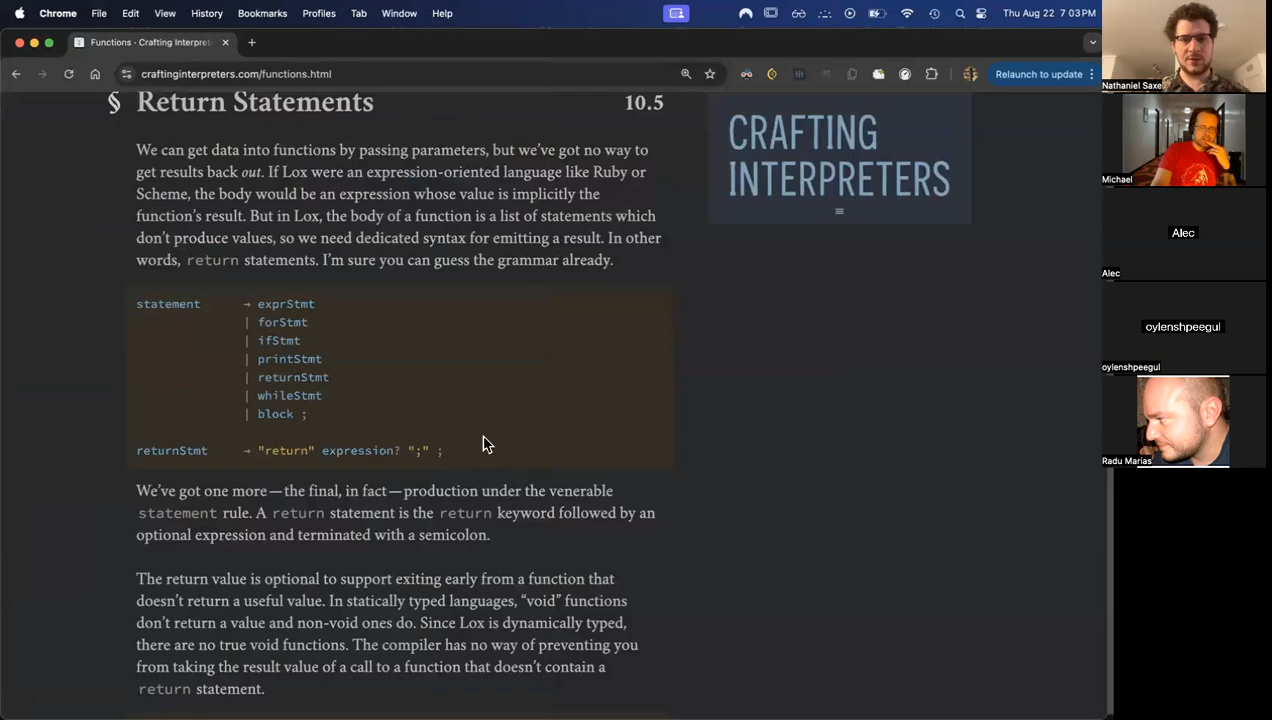 Chrome File Edit View History Bookmarks Profiles Tab Window Help Thu Aug 22 7:03 PM
Functions · Crafting Interpret
craftinginterpreters.com/functions.html
Relaunch to update
§ Return Statements 10.5
We can get data into functions by passing parameters, but we’ve got no way to
get results back out. If Lox were an expression-oriented language like Ruby or
Scheme, the body would be an expression whose value is implicitly the
function’s result. But in Lox, the body of a function is a list of statements which
don’t produce values, so we need dedicated syntax for emitting a result. In other
words, return statements. I’m sure you can guess the grammar already.
statement → exprStmt
| forStmt
| ifStmt
| printStmt
| returnStmt
| whileStmt
| block ;
returnStmt → "return" expression? ";" ;
We’ve got one more—the final, in fact—production under the venerable
statement rule. A return statement is the return keyword followed by an
optional expression and terminated with a semicolon.
The return value is optional to support exiting early from a function that
doesn’t return a useful value. In statically typed languages, “void” functions
don’t return a value and non-void ones do. Since Lox is dynamically typed,
there are no true void functions. The compiler has no way of preventing you
from taking the result value of a call to a function that doesn’t contain a
return statement.
CRAFTING
INTERPRETERS
Nathaniel Saxe
Michael
Alec
Alec
oylenshpeegul
oylenshpeegul
Radu Marias